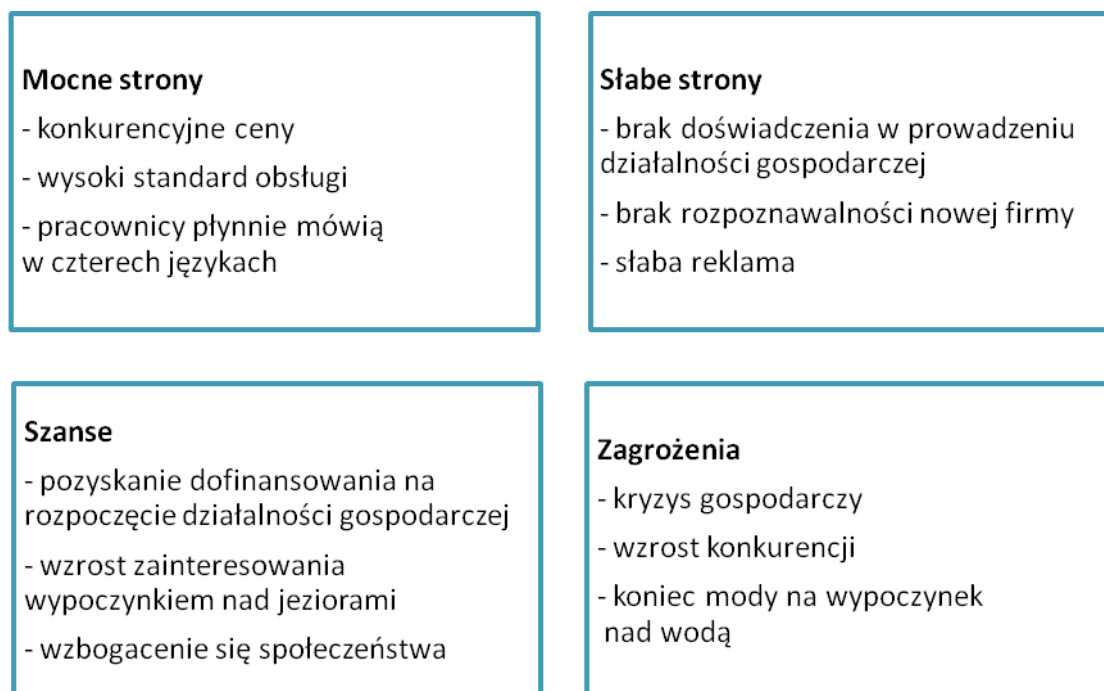 Mocne strony
- konkurencyjne ceny
- wysoki standard obsługi
- pracownicy płynnie mówią
w czterech językach
Słabe strony
- brak doświadczenia w prowadzeniu
działalności gospodarczej
- brak rozpoznawalności nowej firmy
- słaba reklama
Szanse
- pozyskanie dofinansowania na
rozpoczęcie działalności gospodarczej
- wzrost zainteresowania
wypoczynkiem nad jeziorami
- wzbogacenie się społeczeństwa
Zagrożenia
- kryzys gospodarczy
- wzrost konkurencji
- koniec mody na wypoczynek
nad wodą